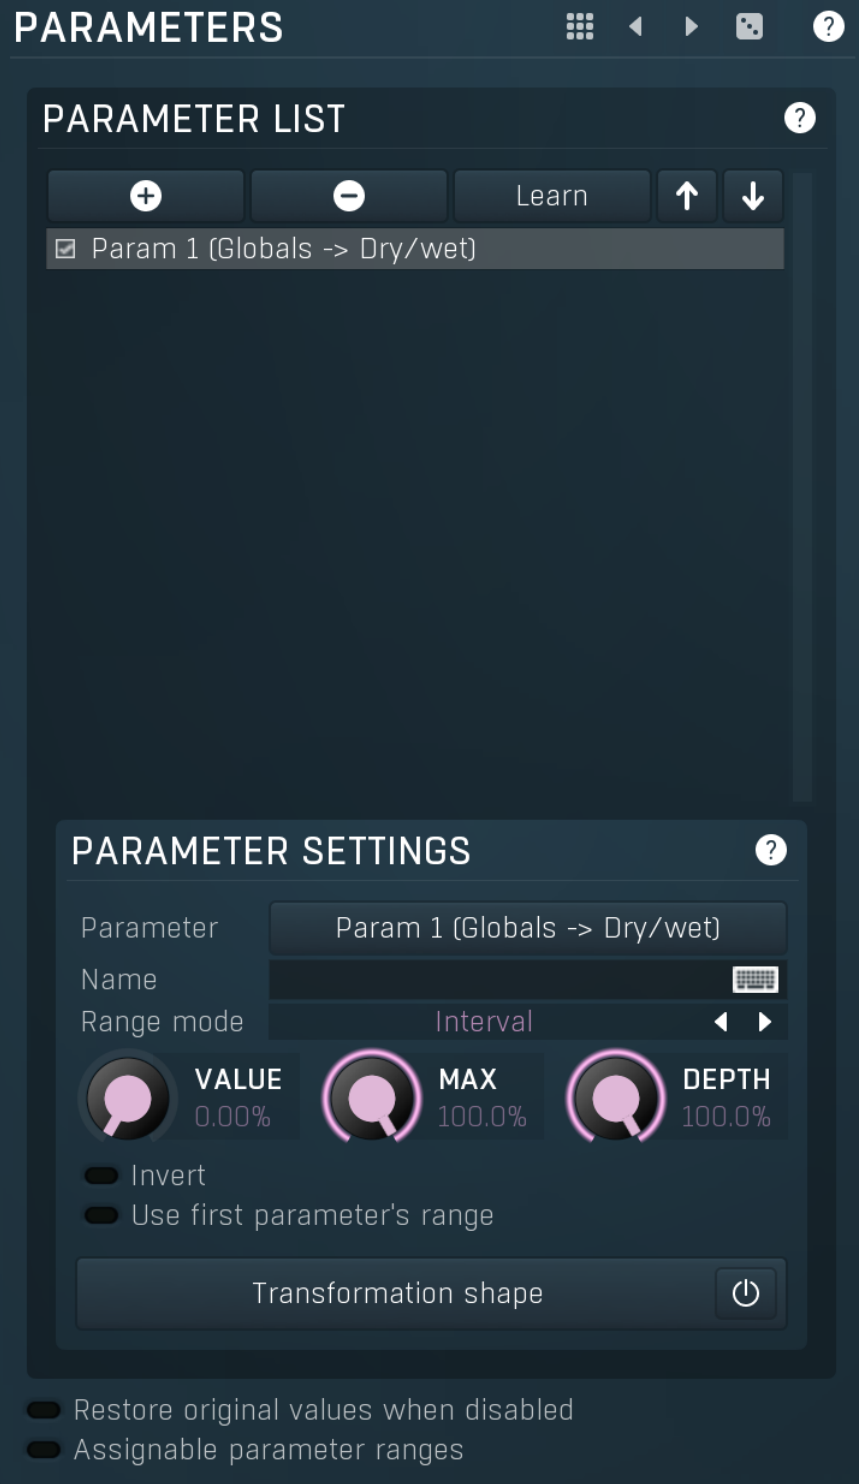 PARAMETERS
?
PARAMETER LIST
?
Learn
Param 1 (Globals -> Dry/wet)
PARAMETER SETTINGS
?
Parameter
Param 1 (Globals -> Dry/wet)
Name
Range mode
Interval
VALUE
0.00%
MAX
100.0%
DEPTH
100.0%
Invert
Use first parameter's range
Transformation shape
Restore original values when disabled
Assignable parameter ranges